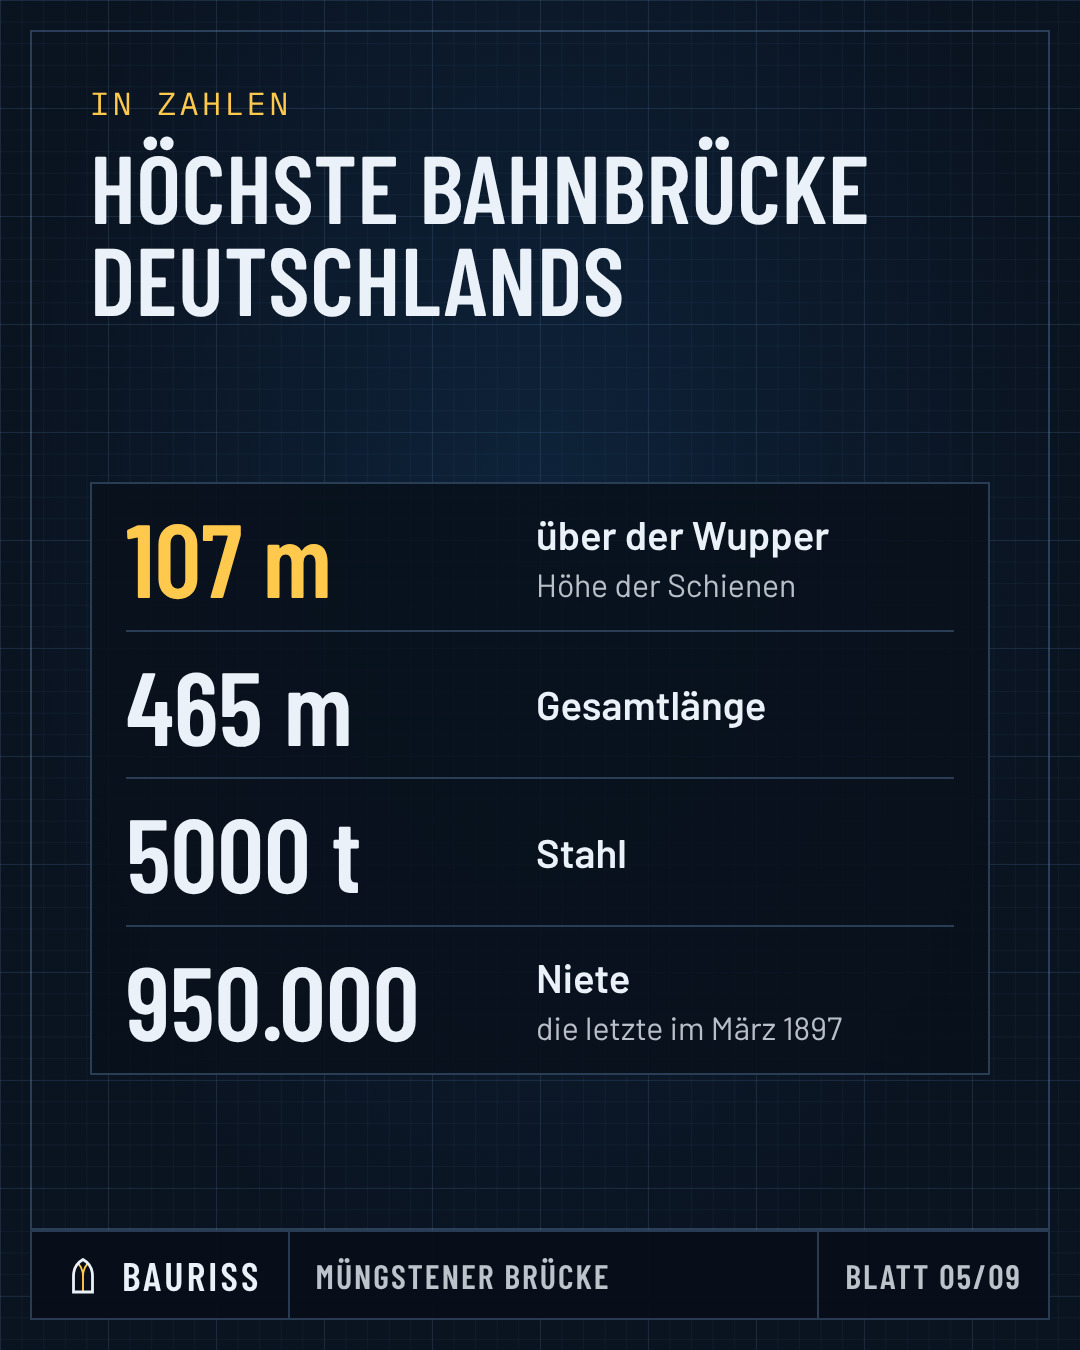 IN ZAHLEN
HÖCHSTE BAHNBRÜCKE
DEUTSCHLANDS
107 m
über der Wupper
Höhe der Schienen
465 m
Gesamtlänge
5000 t
Stahl
950.000
Niete
die letzte im März 1897
BAURISS
MÜNGSTENER BRÜCKE
BLATT 05/09